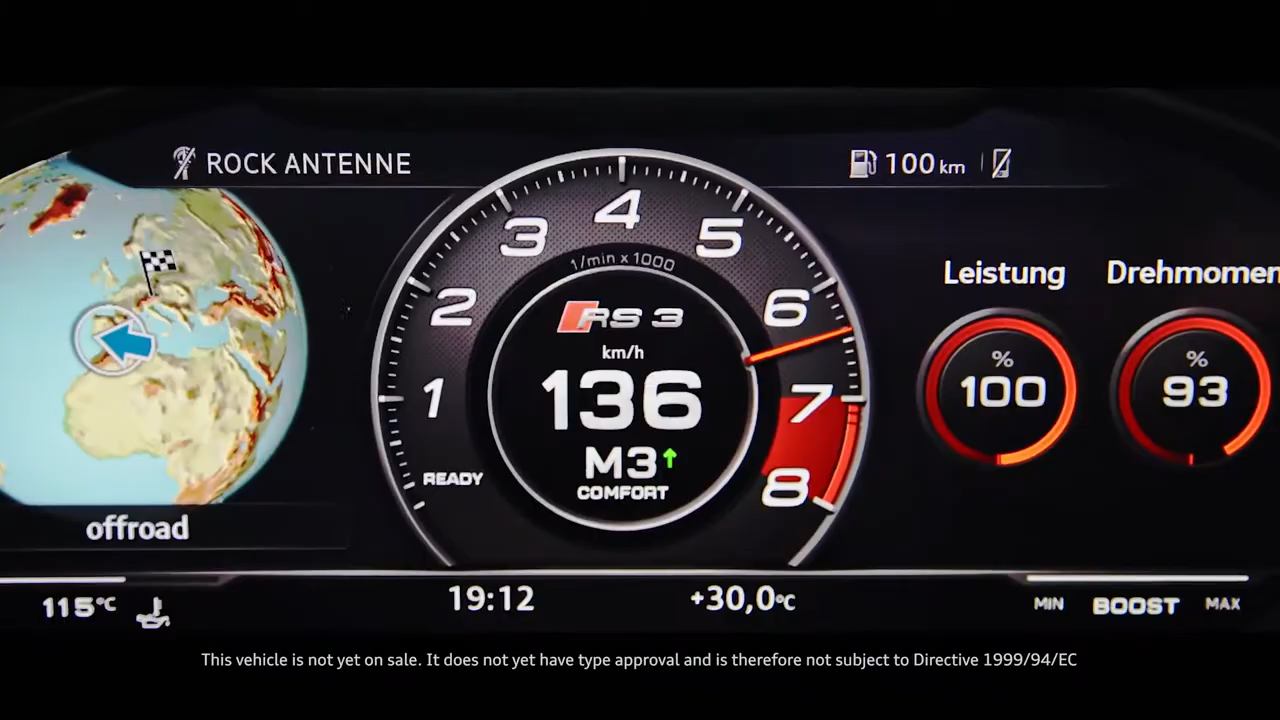 ROCK ANTENNE
100 km
1 2 3 4 5 6 7 8
1/min x 1000
Leistung
Drehmomen
RS 3
km/h
136
M3↑
COMFORT
READY
%
100
%
93
offroad
115°C
19:12
+30,0°C
MIN BOOST MAX
This vehicle is not yet on sale. It does not yet have type approval and is therefore not subject to Directive 1999/94/EC